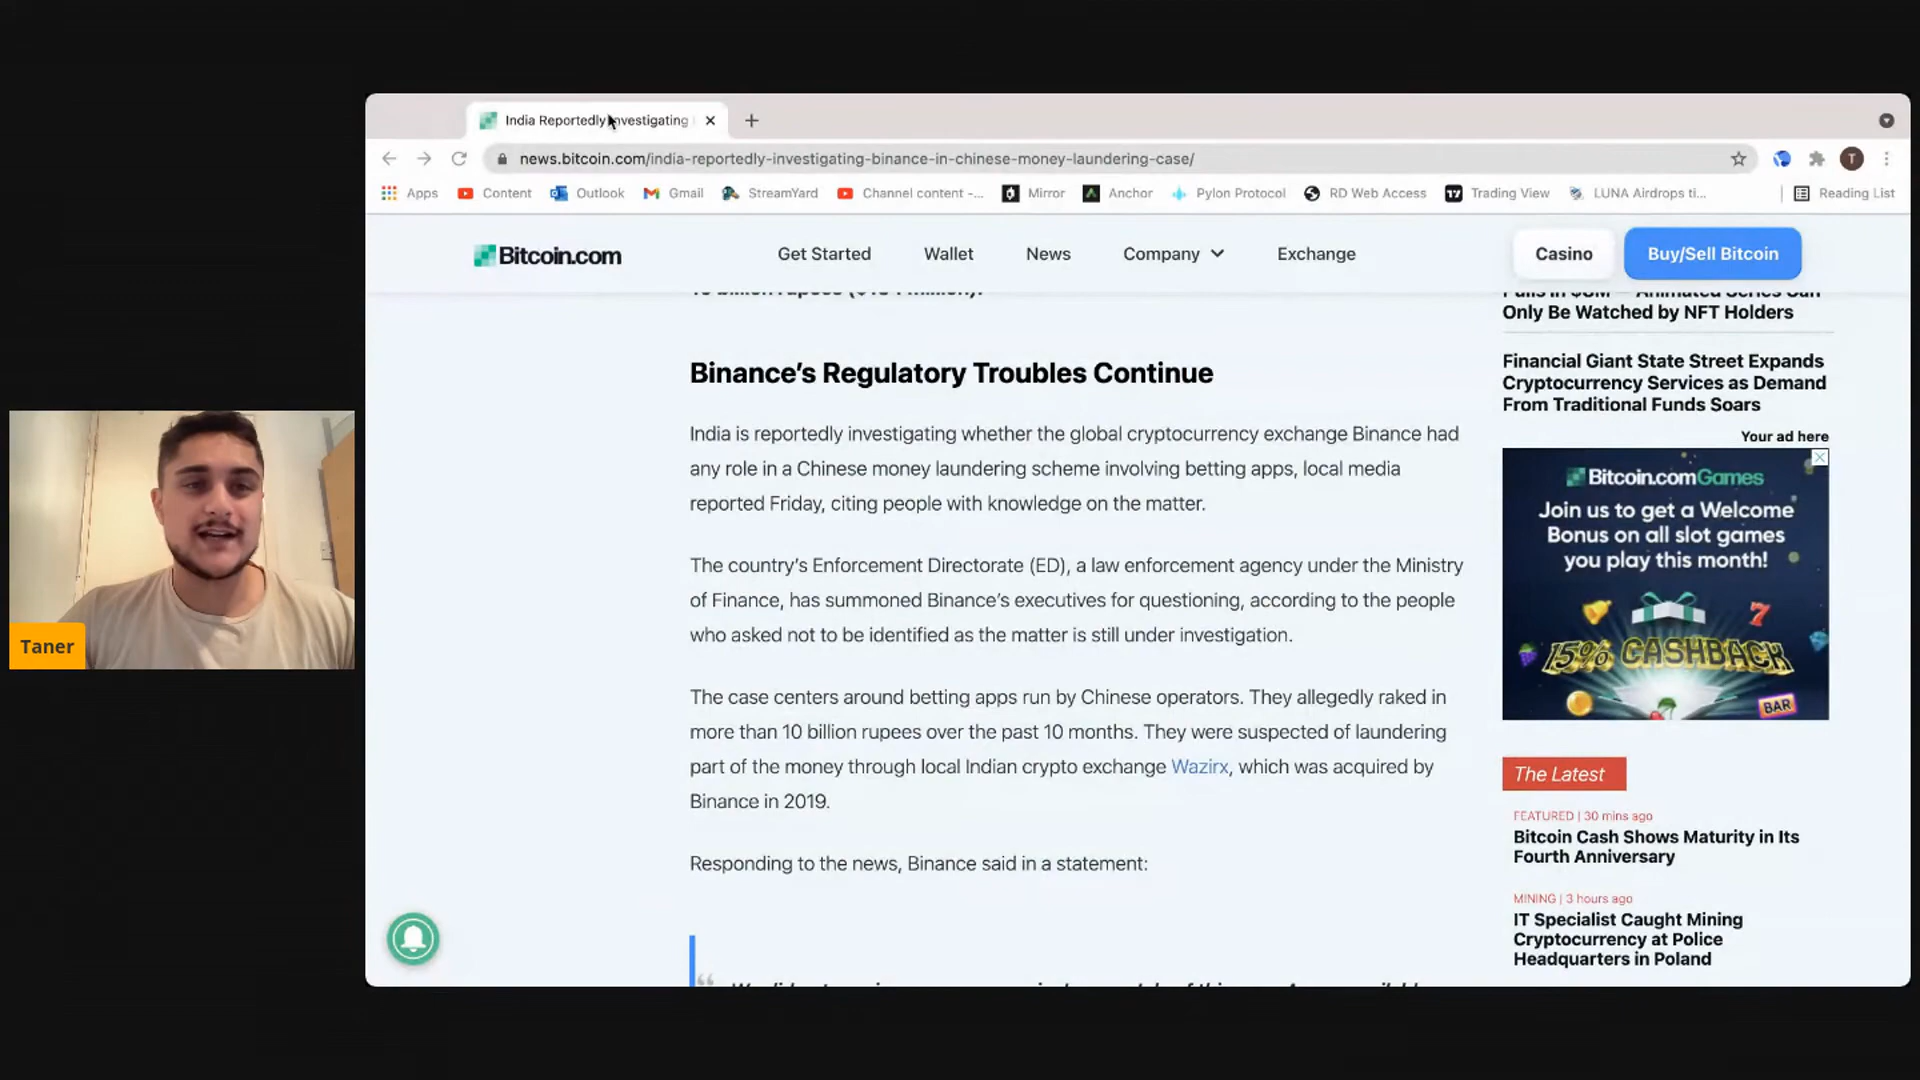 India Reportedly Investigating
news.bitcoin.com/india-reportedly-investigating-binance-in-chinese-money-laundering-case/
T
Apps
Content
Outlook
Gmail
StreamYard
Channel content -...
Mirror
Anchor
Pylon Protocol
RD Web Access
Trading View
LUNA Airdrops ti...
Reading List
Bitcoin.com
Get Started
Wallet
News
Company
Exchange
Casino
Buy/Sell Bitcoin
Binance's Regulatory Troubles Continue
India is reportedly investigating whether the global cryptocurrency exchange Binance had
any role in a Chinese money laundering scheme involving betting apps, local media
reported Friday, citing people with knowledge on the matter.
The country's Enforcement Directorate (ED), a law enforcement agency under the Ministry
of Finance, has summoned Binance's executives for questioning, according to the people
who asked not to be identified as the matter is still under investigation.
The case centers around betting apps run by Chinese operators. They allegedly raked in
more than 10 billion rupees over the past 10 months. They were suspected of laundering
part of the money through local Indian crypto exchange Wazirx, which was acquired by
Binance in 2019.
Responding to the news, Binance said in a statement:
Only Be Watched by NFT Holders
Financial Giant State Street Expands
Cryptocurrency Services as Demand
From Traditional Funds Soars
Your ad here
Bitcoin.comGames
Join us to get a Welcome
Bonus on all slot games
you play this month!
7
15% CASHBACK
BAR
The Latest
FEATURED | 30 mins ago
Bitcoin Cash Shows Maturity in Its
Fourth Anniversary
MINING | 3 hours ago
IT Specialist Caught Mining
Cryptocurrency at Police
Headquarters in Poland
Taner